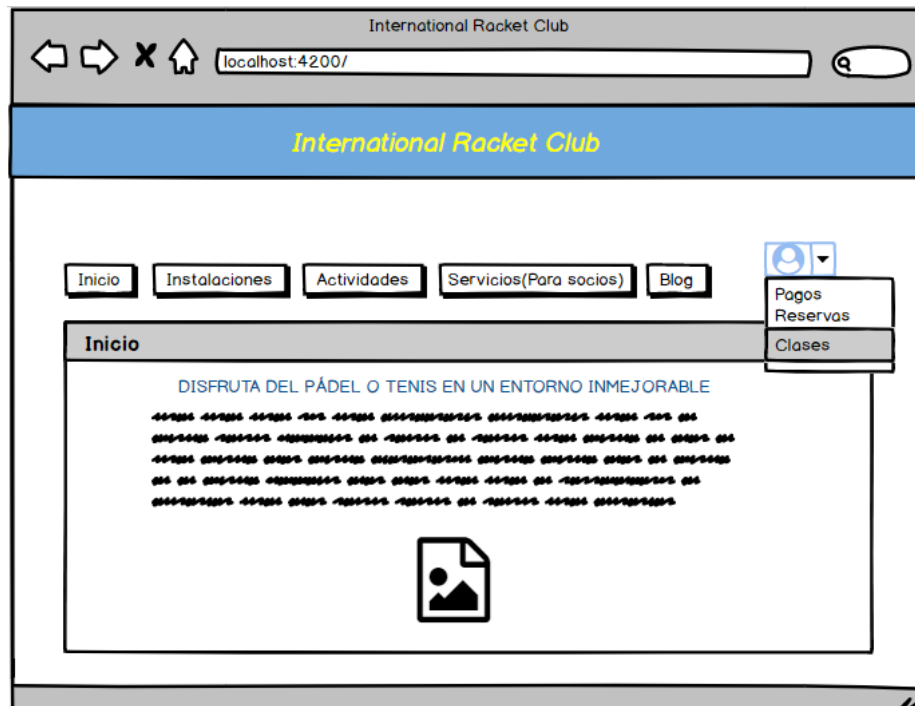 International Racket Club
localhost:4200/
International Racket Club
Inicio
Instalaciones
Actividades
Servicios(Para socios)
Blog
Pagos
Reservas
Clases
Inicio
DISFRUTA DEL PÁDEL O TENIS EN UN ENTORNO INMEJORABLE